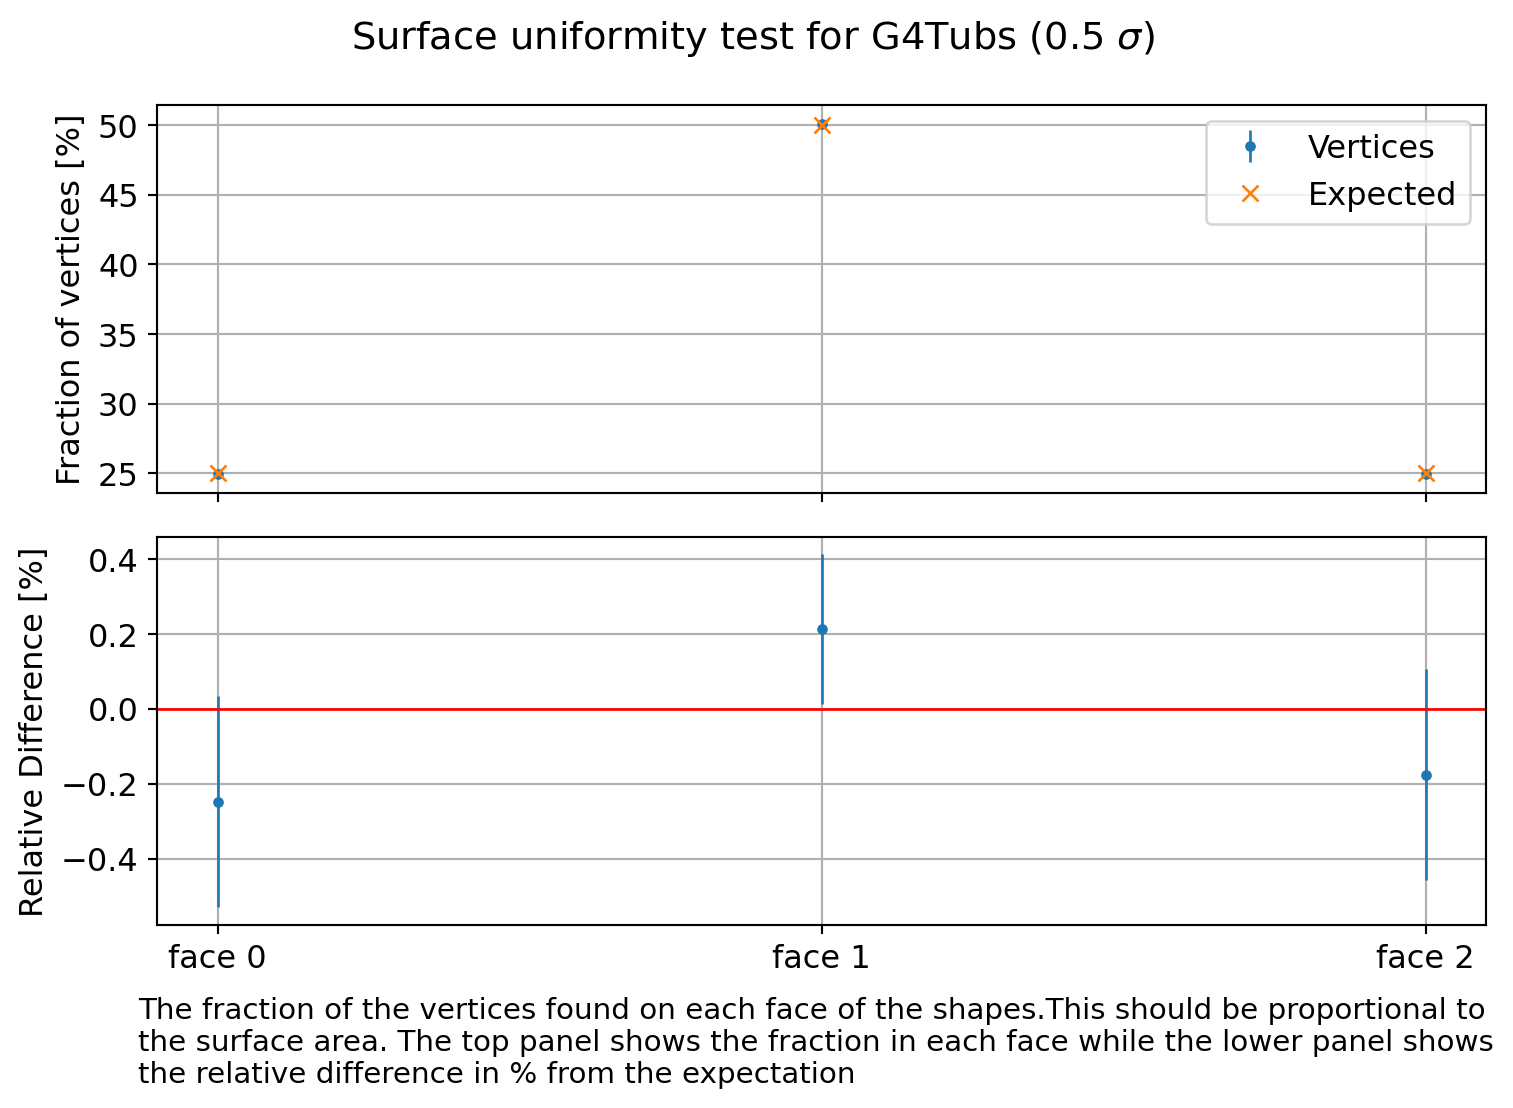 Surface uniformity test for G4Tubs (0.5 σ)
Fraction of vertices [%]
50
45
40
35
30
25
Vertices
Expected
Relative Difference [%]
0.4
0.2
0.0
−0.2
−0.4
face 0
face 1
face 2
The fraction of the vertices found on each face of the shapes.This should be proportional to
the surface area. The top panel shows the fraction in each face while the lower panel shows
the relative difference in % from the expectation